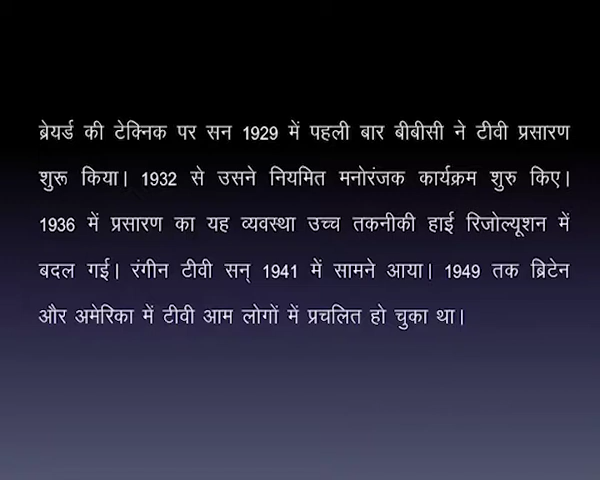 ब्रेयर्ड की टेक्निक पर सन 1929 में पहली बार बीबीसी ने टीवी प्रसारण
शुरू किया। 1932 से उसने नियमित मनोरंजक कार्यक्रम शुरु किए।
1936 में प्रसारण का यह व्यवस्था उच्च तकनीकी हाई रिजोल्यूशन में
बदल गई। रंगीन टीवी सन् 1941 में सामने आया। 1949 तक ब्रिटेन
और अमेरिका में टीवी आम लोगों में प्रचलित हो चुका था।